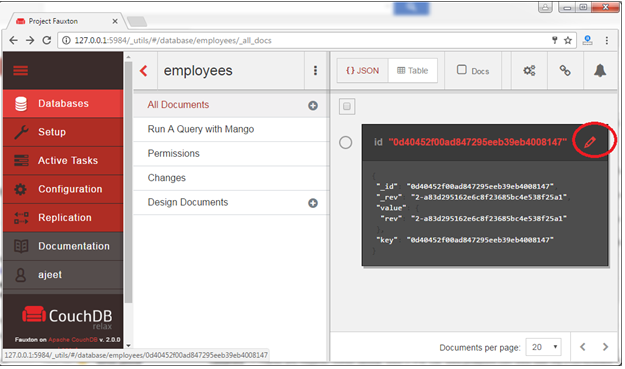 Project Fauxton
127.0.0.1:5984/_utils/#/database/employees/_all_docs
Databases
Setup
Active Tasks
Configuration
Replication
Documentation
ajeet
CouchDB
relax
Fauxton on Apache CouchDB v. 2.0.0
employees
All Documents
Run A Query with Mango
Permissions
Changes
Design Documents
{ } JSON
Table
Docs
id "0d40452f00ad847295eeb39eb4008147"
{
"_id" "0d40452f00ad847295eeb39eb4008147"
"_rev" "2-a83d295162e6c8f23685bc4e538f25a1",
"value" {
"rev" "2-a83d295162e6c8f23685bc4e538f25a1"
},
"key" "0d40452f00ad847295eeb39eb4008147"
}
Documents per page: 20
127.0.0.1:5984/_utils/#/database/employees/0d40452f00ad847295eeb39eb4008147